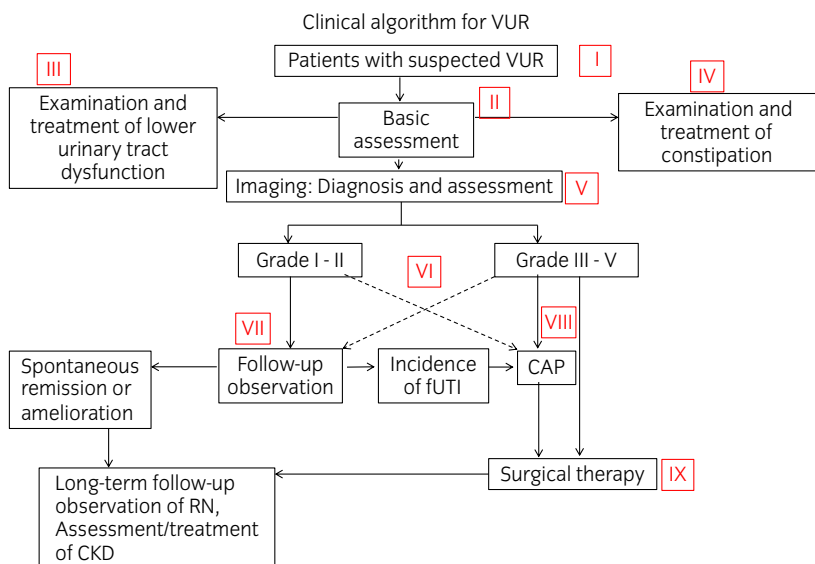 Clinical algorithm for VUR
Patients with suspected VUR
I
III
IV
II
Examination and
treatment of lower
urinary tract
dysfunction
Basic
assessment
Examination and
treatment of
constipation
Imaging: Diagnosis and assessment
V
Grade I - II
VI
Grade III - V
VII
VIII
Spontaneous
remission or
amelioration
Follow-up
observation
Incidence
of fUTI
CAP
Long-term follow-up
observation of RN,
Assessment/treatment
of CKD
Surgical therapy
IX